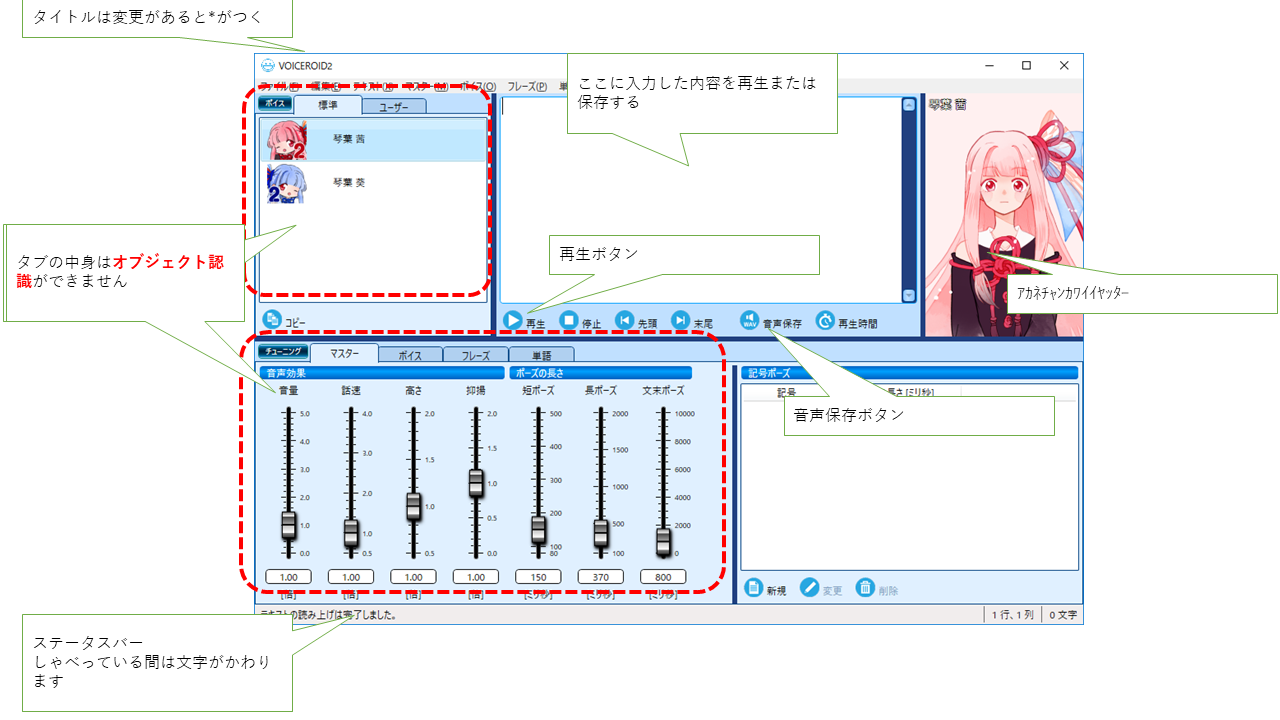 タイトルは変更があると*がつく
VOICEROID2
フレーズ(P)
ここに入力した内容を再生または
保存する
ボイス
標準
ユーザー
琴葉 茜
琴葉 茜
琴葉 葵
タブの中身はオブジェクト認
識ができません
再生ボタン
ｱｶﾈﾁｬﾝｶﾜｲｲﾔｯﾀｰ
コピー
再生
停止
先頭
末尾
WAV
音声保存
再生時間
チューニング
マスター
ボイス
フレーズ
単語
音声効果
ポーズの長さ
記号ポーズ
音量
話速
高さ
抑揚
短ポーズ
長ポーズ
文末ポーズ
記号
長さ[ミリ秒]
音声保存ボタン
5.0
4.0
3.0
2.0
1.0
0.0
4.0
3.0
2.0
1.0
0.5
2.0
1.5
1.0
0.5
2.0
1.5
1.0
0.5
0.0
500
400
300
200
100
80
2000
1500
1000
500
100
10000
8000
6000
4000
2000
0
1.00
1.00
1.00
1.00
150
370
800
[倍]
[倍]
[倍]
[倍]
[ミリ秒]
[ミリ秒]
[ミリ秒]
新規
変更
削除
テキストの読み上げは完了しました。
1 行、1 列
0 文字
ステータスバー
しゃべっている間は文字がかわり
ます